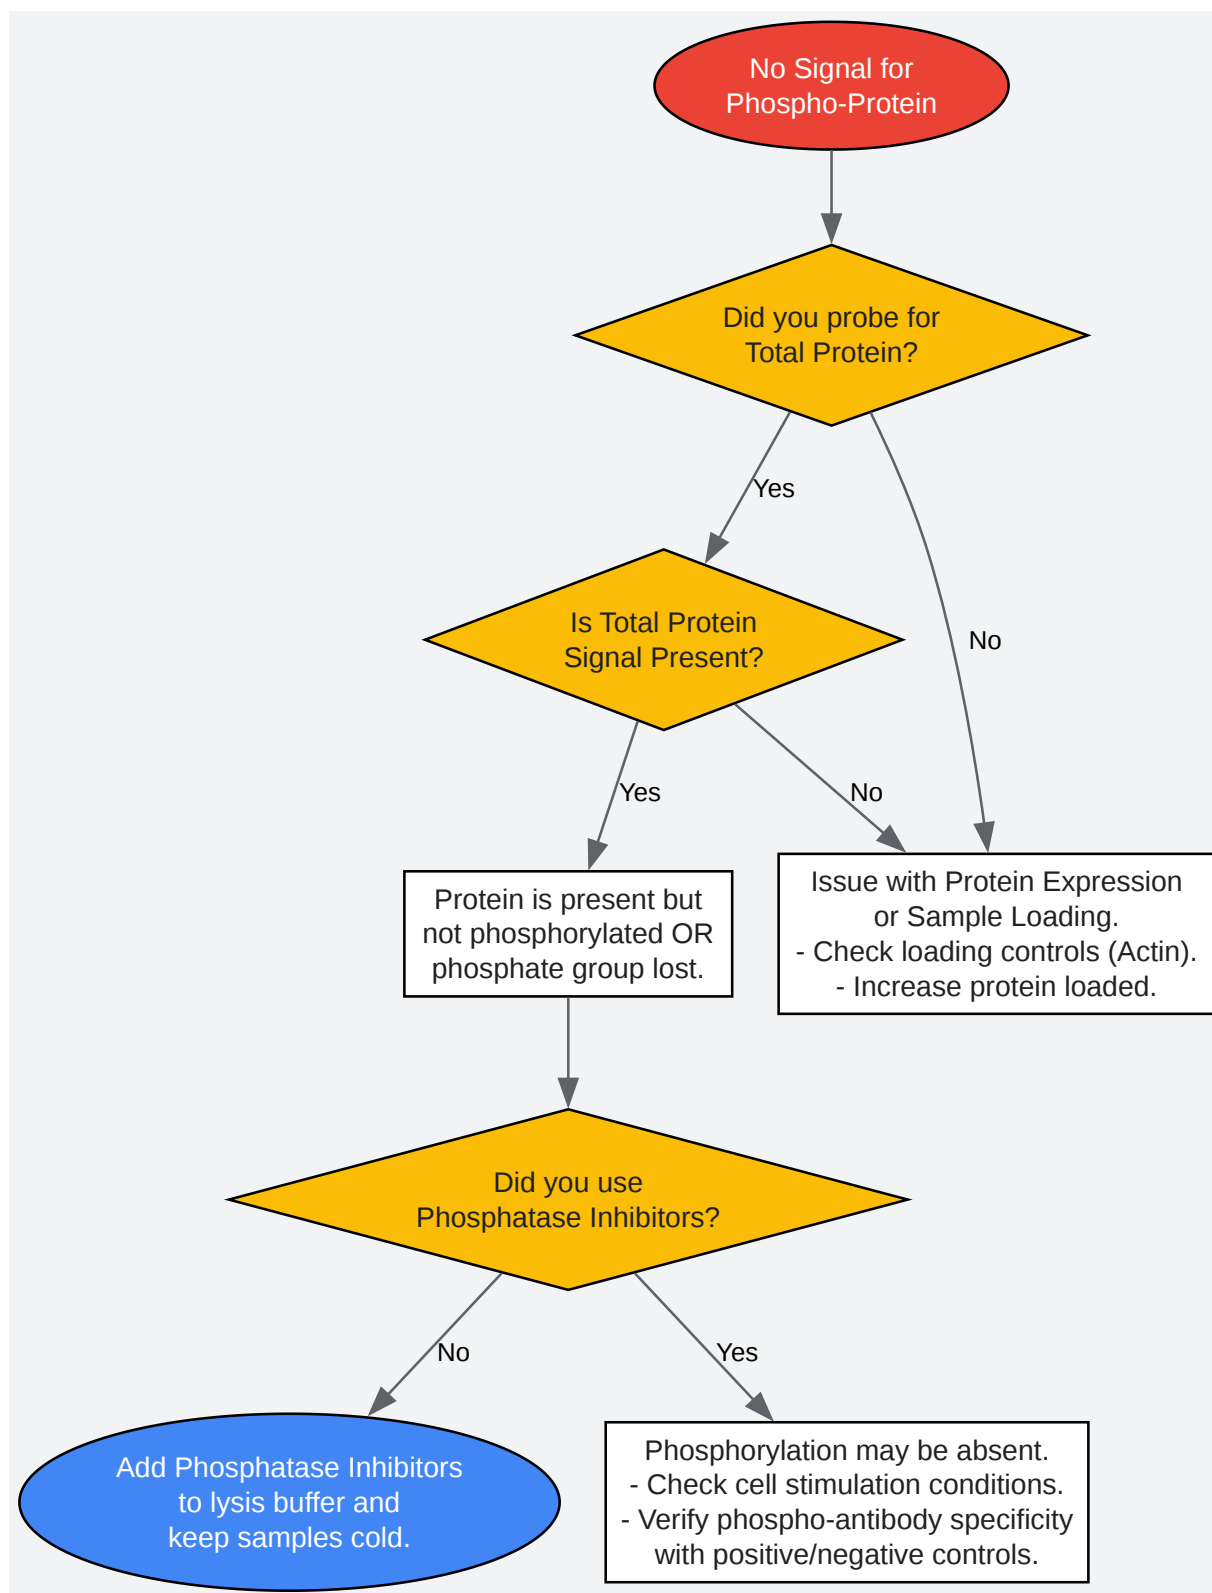 No Signal for
Phospho-Protein
Did you probe for
Total Protein?
Yes
Is Total Protein
Signal Present?
No
Yes
No
Protein is present but
not phosphorylated OR
phosphate group lost.
Issue with Protein Expression
or Sample Loading.
- Check loading controls (Actin).
- Increase protein loaded.
Did you use
Phosphatase Inhibitors?
No
Yes
Add Phosphatase Inhibitors
to lysis buffer and
keep samples cold.
Phosphorylation may be absent.
- Check cell stimulation conditions.
- Verify phospho-antibody specificity
with positive/negative controls.